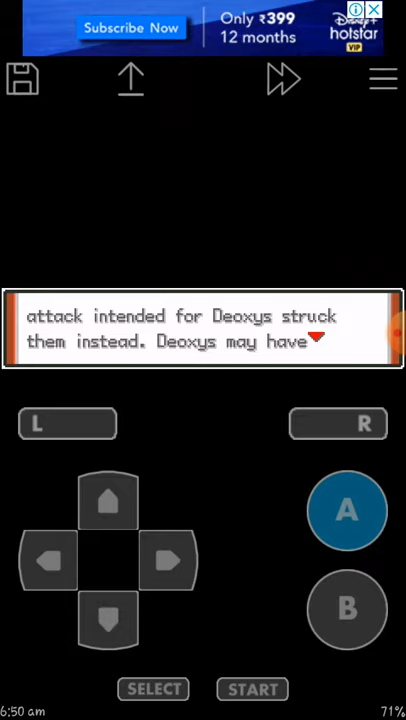 Subscribe Now
Only ₹399
12 months
Disney+
hotstar
VIP
attack intended for Deoxys struck
them instead. Deoxys may have
L
R
A
B
SELECT
START
6:50 am
71%